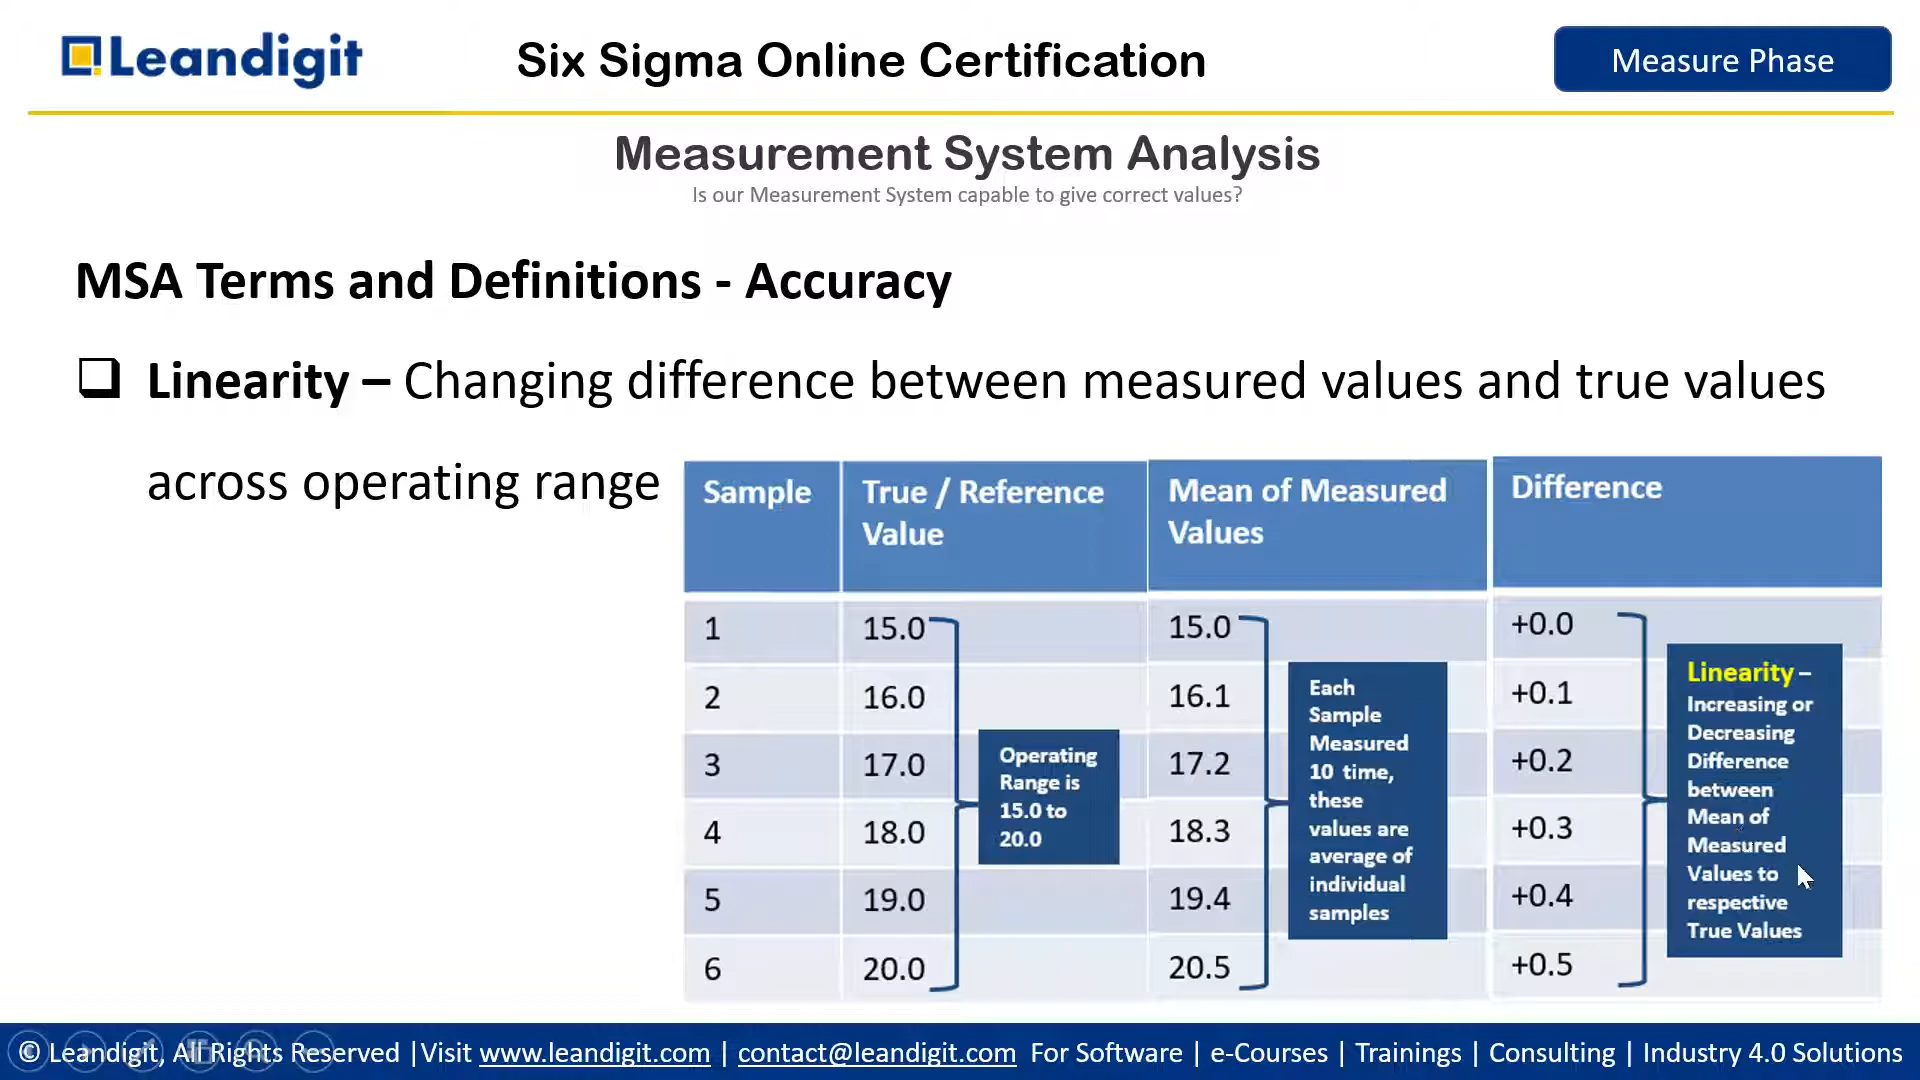 Leandigit
Six Sigma Online Certification
Measure Phase
Measurement System Analysis
Is our Measurement System capable to give correct values?
MSA Terms and Definitions - Accuracy
Linearity – Changing difference between measured values and true values
across operating range
Sample
True / Reference
Value
Mean of Measured
Values
Difference
1 15.0 15.0 +0.0
2 16.0 16.1 +0.1
3 17.0 17.2 +0.2
4 18.0 18.3 +0.3
5 19.0 19.4 +0.4
6 20.0 20.5 +0.5
Operating
Range is
15.0 to
20.0
Each
Sample
Measured
10 time,
these
values are
average of
individual
samples
Linearity –
Increasing or
Decreasing
Difference
between
Mean of
Measured
Values to
respective
True Values
© Leandigit, All Rights Reserved |Visit www.leandigit.com | contact@leandigit.com For Software | e-Courses | Trainings | Consulting | Industry 4.0 Solutions